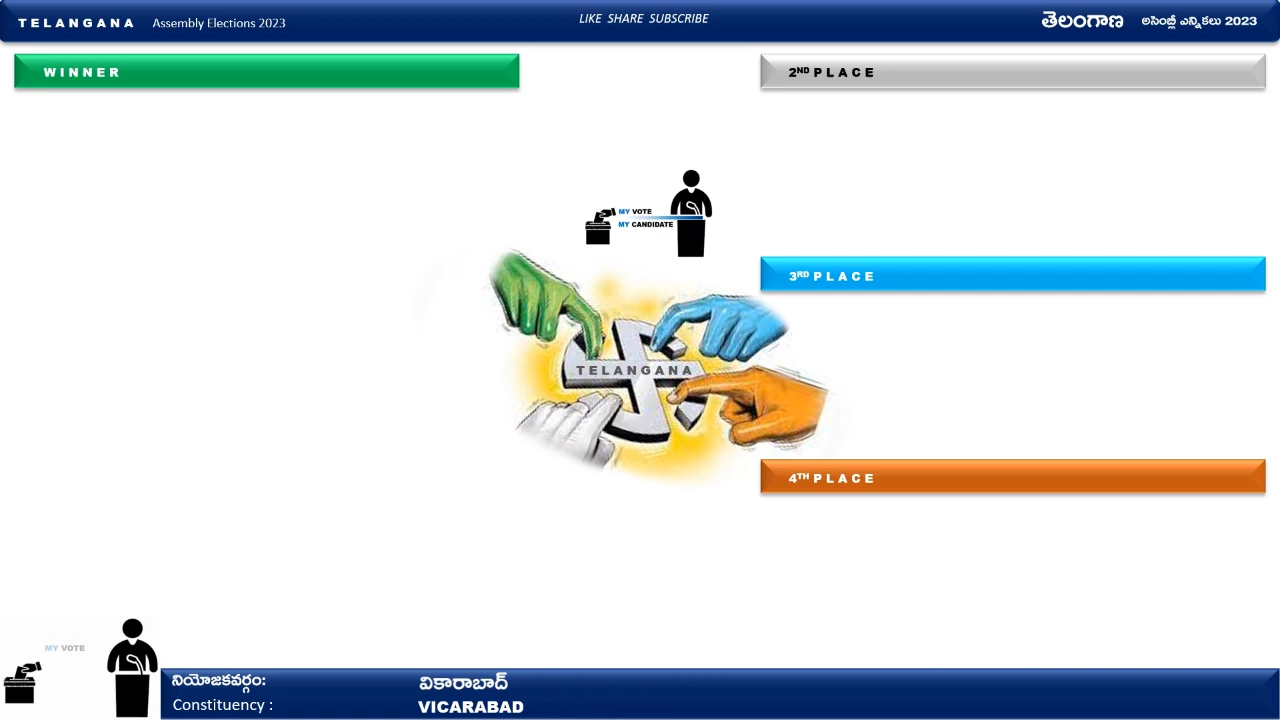 TELANGANA Assembly Elections 2023
LIKE SHARE SUBSCRIBE
తెలంగాణ అసెంబ్లీ ఎన్నికలు 2023
WINNER
2ND PLACE
MY VOTE
MY CANDIDATE
3RD PLACE
TELANGANA
4TH PLACE
MY VOTE
నియోజకవర్గం: వికారాబాద్
Constituency : VICARABAD